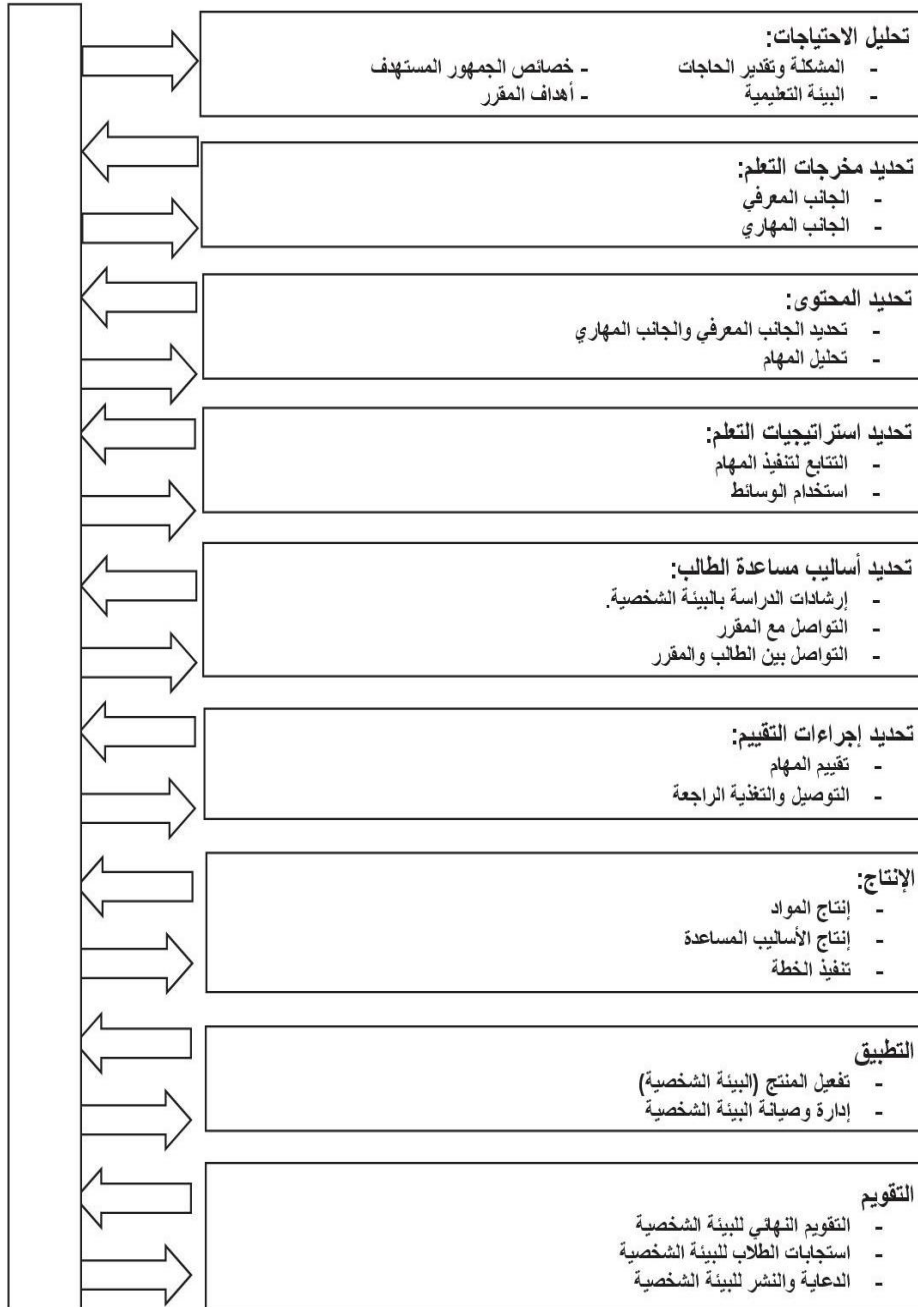 تحليل الاحتياجات:
- المشكلة وتقدير الحاجات - خصائص الجمهور المستهدف
- البيئة التعليمية - أهداف المقرر
تحديد مخرجات التعلم:
- الجانب المعرفي
- الجانب المهاري
تحديد المحتوى:
- تحديد الجانب المعرفي والجانب المهاري
- تحليل المهام
تحديد استراتيجيات التعلم:
- التتابع لتنفيذ المهام
- استخدام الوسائط
تحديد أساليب مساعدة الطالب:
- إرشادات الدراسة بالبيئة الشخصية.
- التواصل مع المقرر
- التواصل بين الطالب والمقرر
تحديد إجراءات التقييم:
- تقييم المهام
- التوصيل والتغذية الراجعة
الإنتاج:
- إنتاج المواد
- إنتاج الأساليب المساعدة
- تنفيذ الخطة
التطبيق
- تفعيل المنتج (البيئة الشخصية)
- إدارة وصيانة البيئة الشخصية
التقويم
- التقويم النهائي للبيئة الشخصية
- استجابات الطلاب للبيئة الشخصية
- الدعاية والنشر للبيئة الشخصية